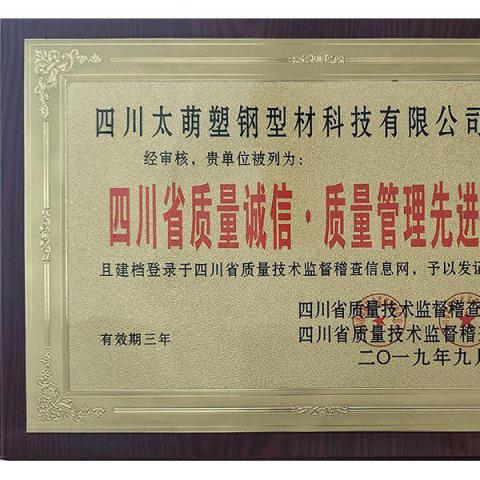 四川太萌塑钢型材科技有限公司
经审核，贵单位被列为：
四川省质量诚信·质量管理先进
且建档登录于四川省质量技术监督稽查信息网，予以发证
四川省质量技术监督稽查
四川省质量技术监督稽
有效期三年
二〇一九年九月